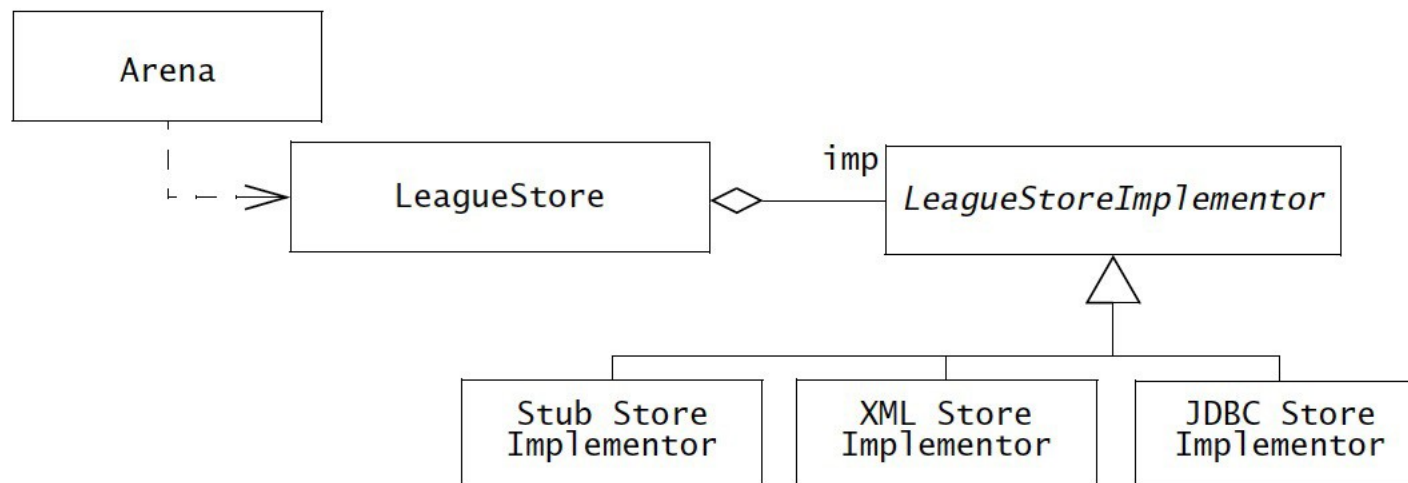 Arena
LeagueStore
imp
LeagueStoreImplementor
Stub Store
Implementor
XML Store
Implementor
JDBC Store
Implementor